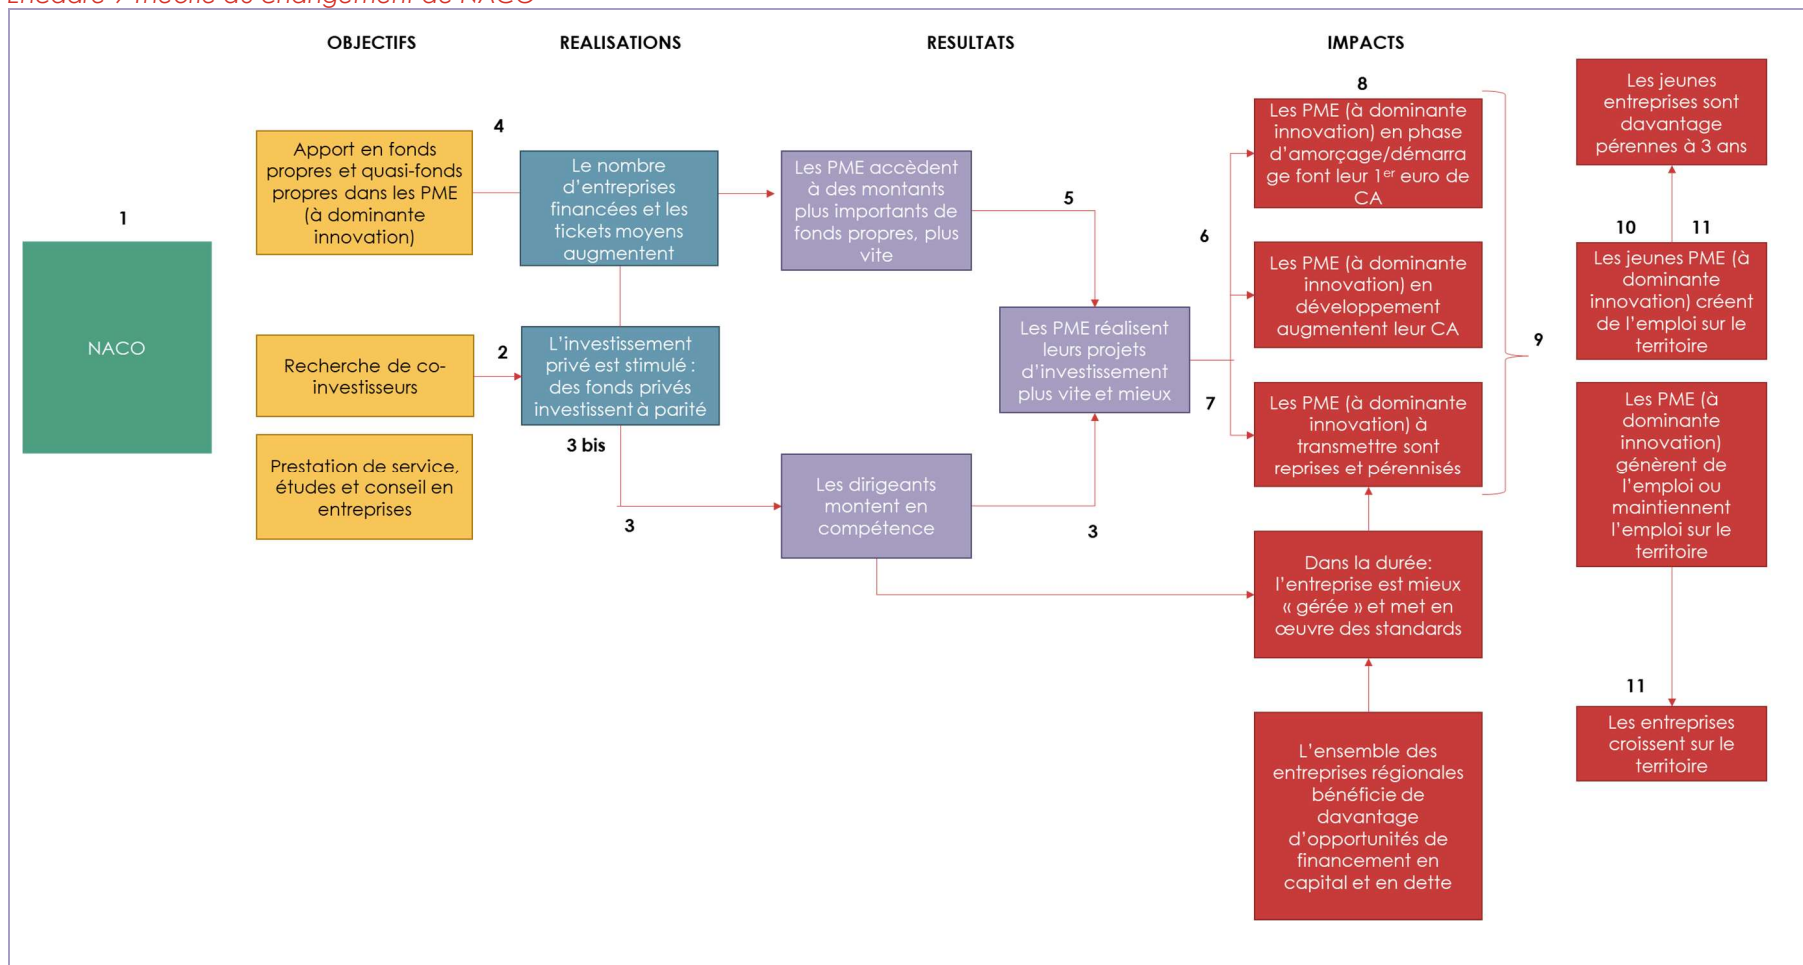 Encadré 9 Théorie du changement de NACO
OBJECTIFS
REALISATIONS
RESULTATS
IMPACTS
1
NACO
Apport en fonds
propres et quasi-fonds
propres dans les PME
(à dominante
innovation)
Recherche de co-
investisseurs
Prestation de service,
études et conseil en
entreprises
4
2
Le nombre
d'entreprises
financées et les
tickets moyens
augmentent
L'investissement
privé est stimulé :
des fonds privés
investissent à parité
3 bis
3
Les PME accèdent
à des montants
plus importants de
fonds propres, plus
vite
Les dirigeants
montent en
compétence
5
Les PME réalisent
leurs projets
d'investissement
plus vite et mieux
3
6
7
8
Les PME (à dominante
innovation) en phase
d'amorçage/démarra
ge font leur 1er euro de
CA
Les PME (à dominante
innovation) en
développement
augmentent leur CA
Les PME (à dominante
innovation) à
transmettre sont
reprises et pérennisés
Dans la durée:
l'entreprise est mieux
« gérée » et met en
œuvre des standards
L'ensemble des
entreprises régionales
bénéficie de
davantage
d'opportunités de
financement en
capital et en dette
9
Les jeunes
entreprises sont
davantage
pérennes à 3 ans
10 11
Les jeunes PME (à
dominante
innovation) créent
de l'emploi sur le
territoire
Les PME (à
dominante
innovation)
génèrent de
l'emploi ou
maintiennent
l'emploi sur le
territoire
11
Les entreprises
croissent sur le
territoire